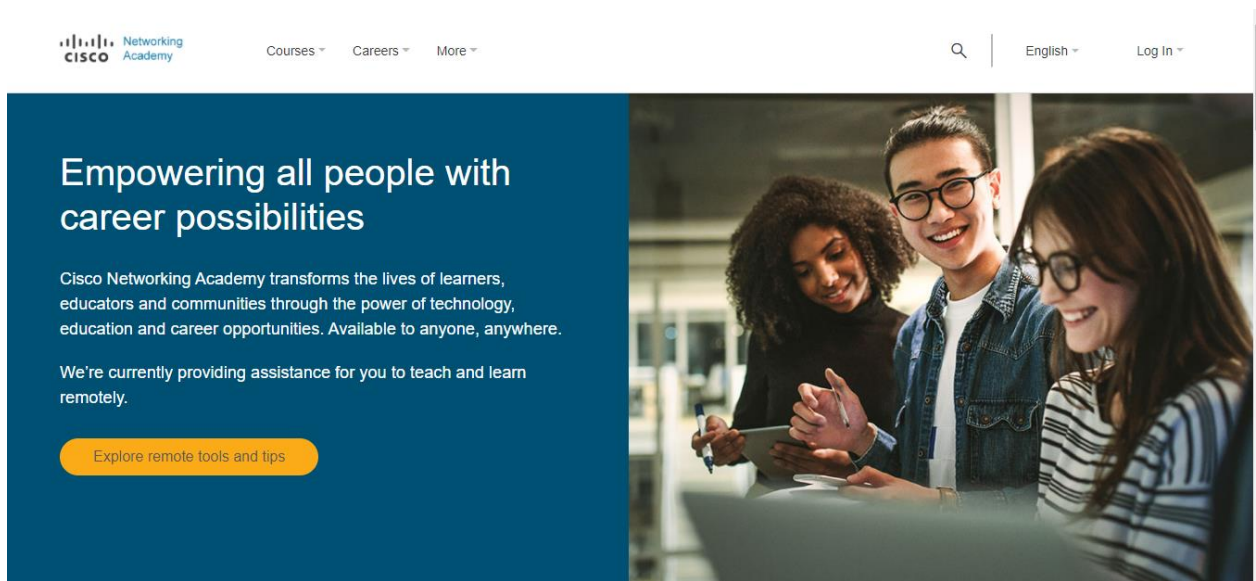 CISCO Networking Academy
Courses
Careers
More
English
Log In
Empowering all people with
career possibilities
Cisco Networking Academy transforms the lives of learners,
educators and communities through the power of technology,
education and career opportunities. Available to anyone, anywhere.
We're currently providing assistance for you to teach and learn
remotely.
Explore remote tools and tips